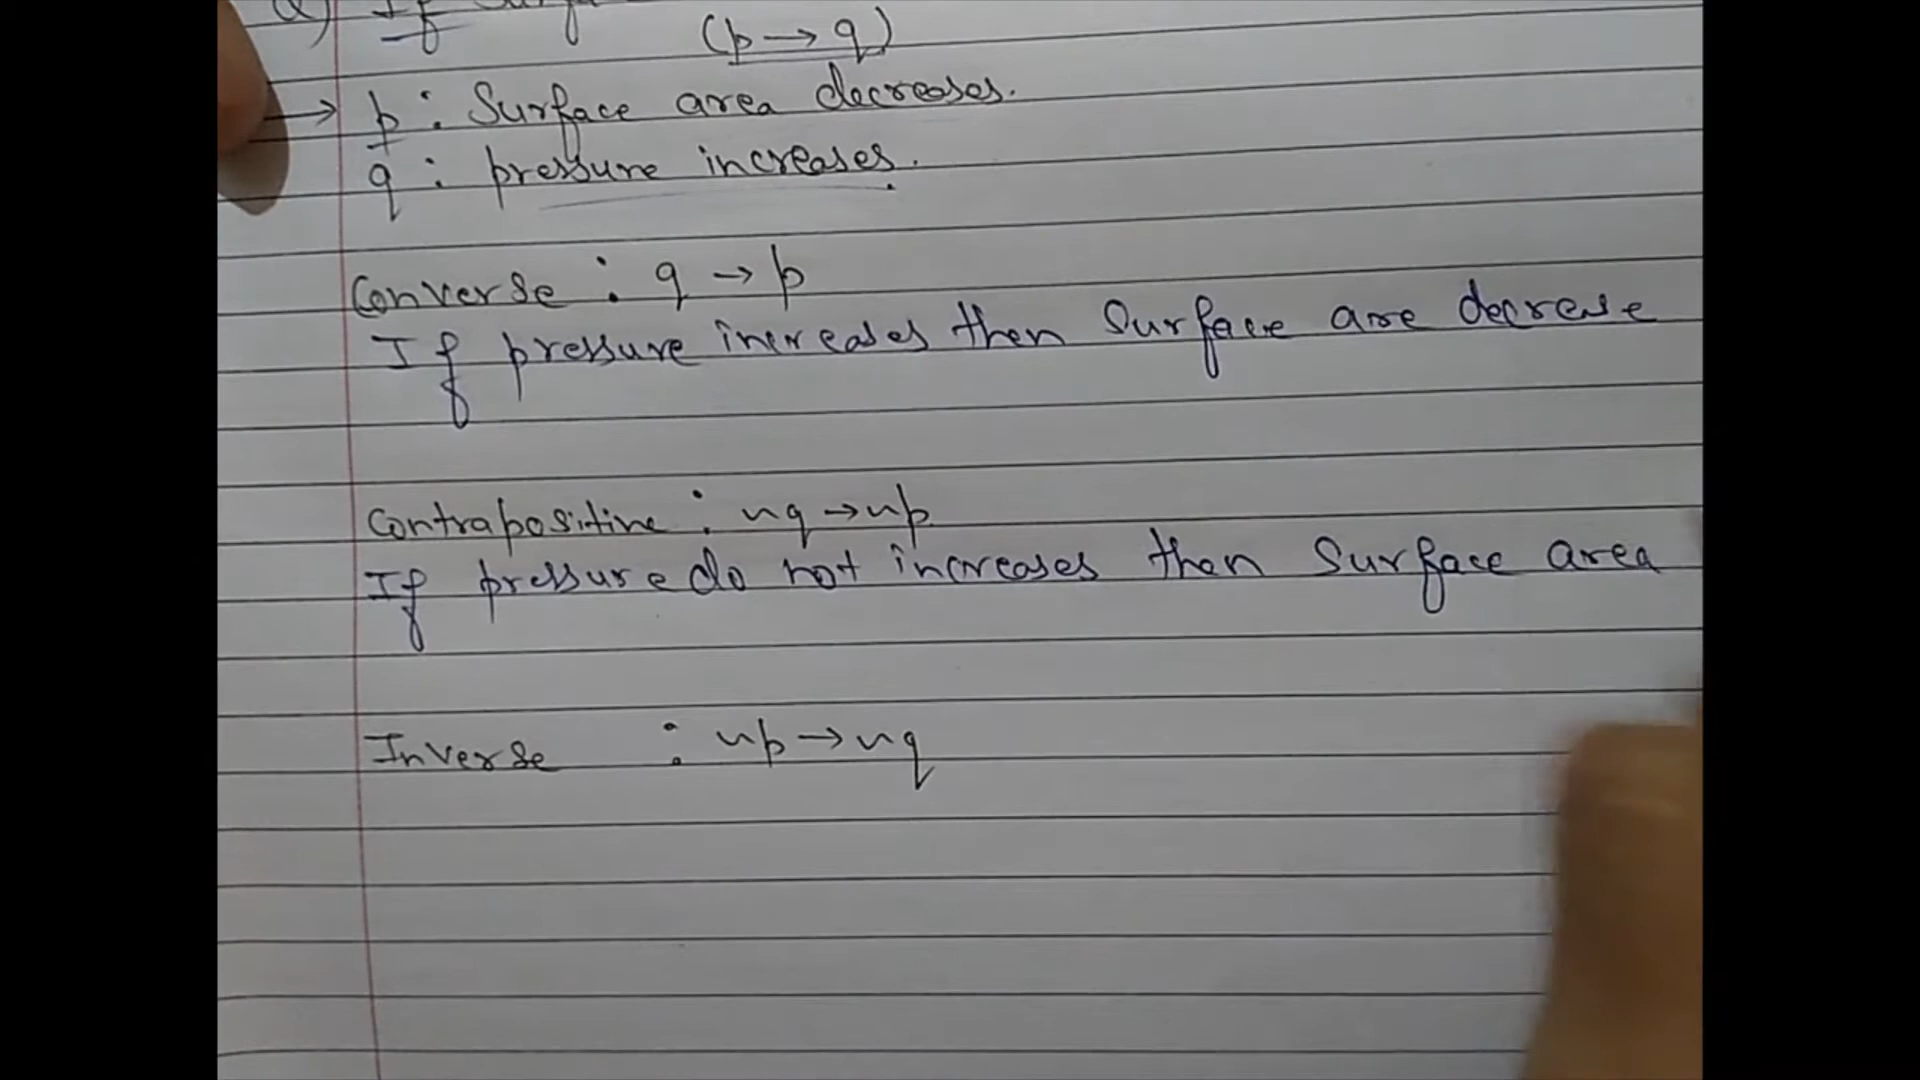 If
(p → q)
→ p : Surface area decreases.
q : pressure increases.
Converse : q → p
If pressure increases then Surface are decrease
Contrapositive : ~q → ~p
If pressure do not increases then Surface area
Inverse : ~p → ~q